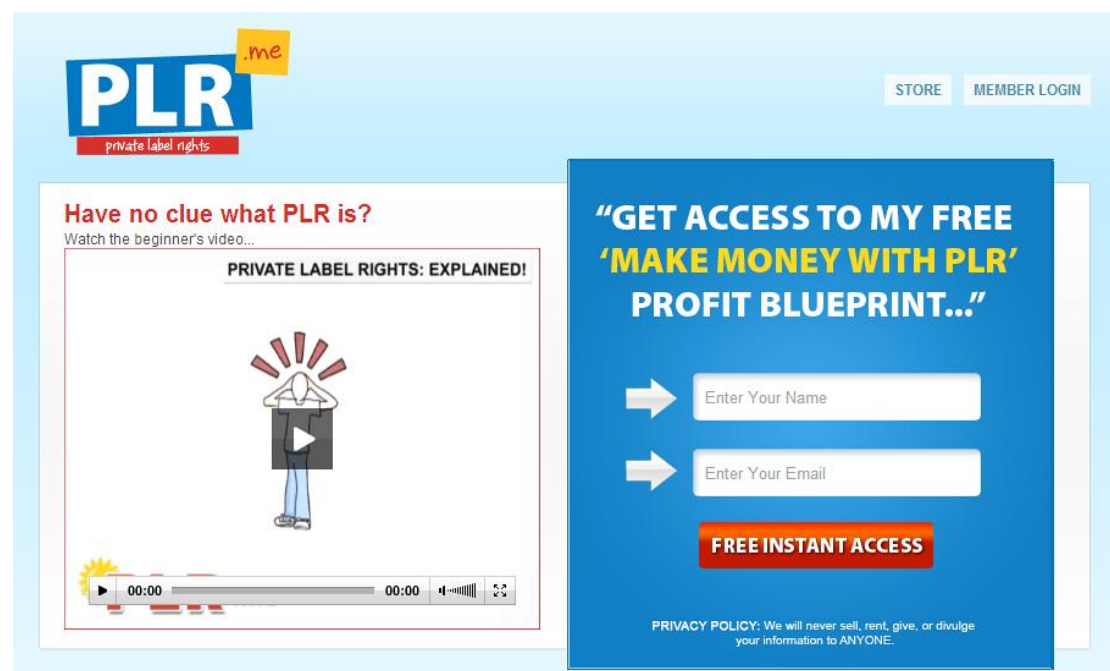 .me
PLR
private label rights
STORE
MEMBER LOGIN
Have no clue what PLR is?
Watch the beginner's video...
PRIVATE LABEL RIGHTS: EXPLAINED!
PLR
00:00
00:00
“GET ACCESS TO MY FREE
‘MAKE MONEY WITH PLR’
PROFIT BLUEPRINT...”
Enter Your Name
Enter Your Email
FREE INSTANT ACCESS
PRIVACY POLICY: We will never sell, rent, give, or divulge
your information to ANYONE.